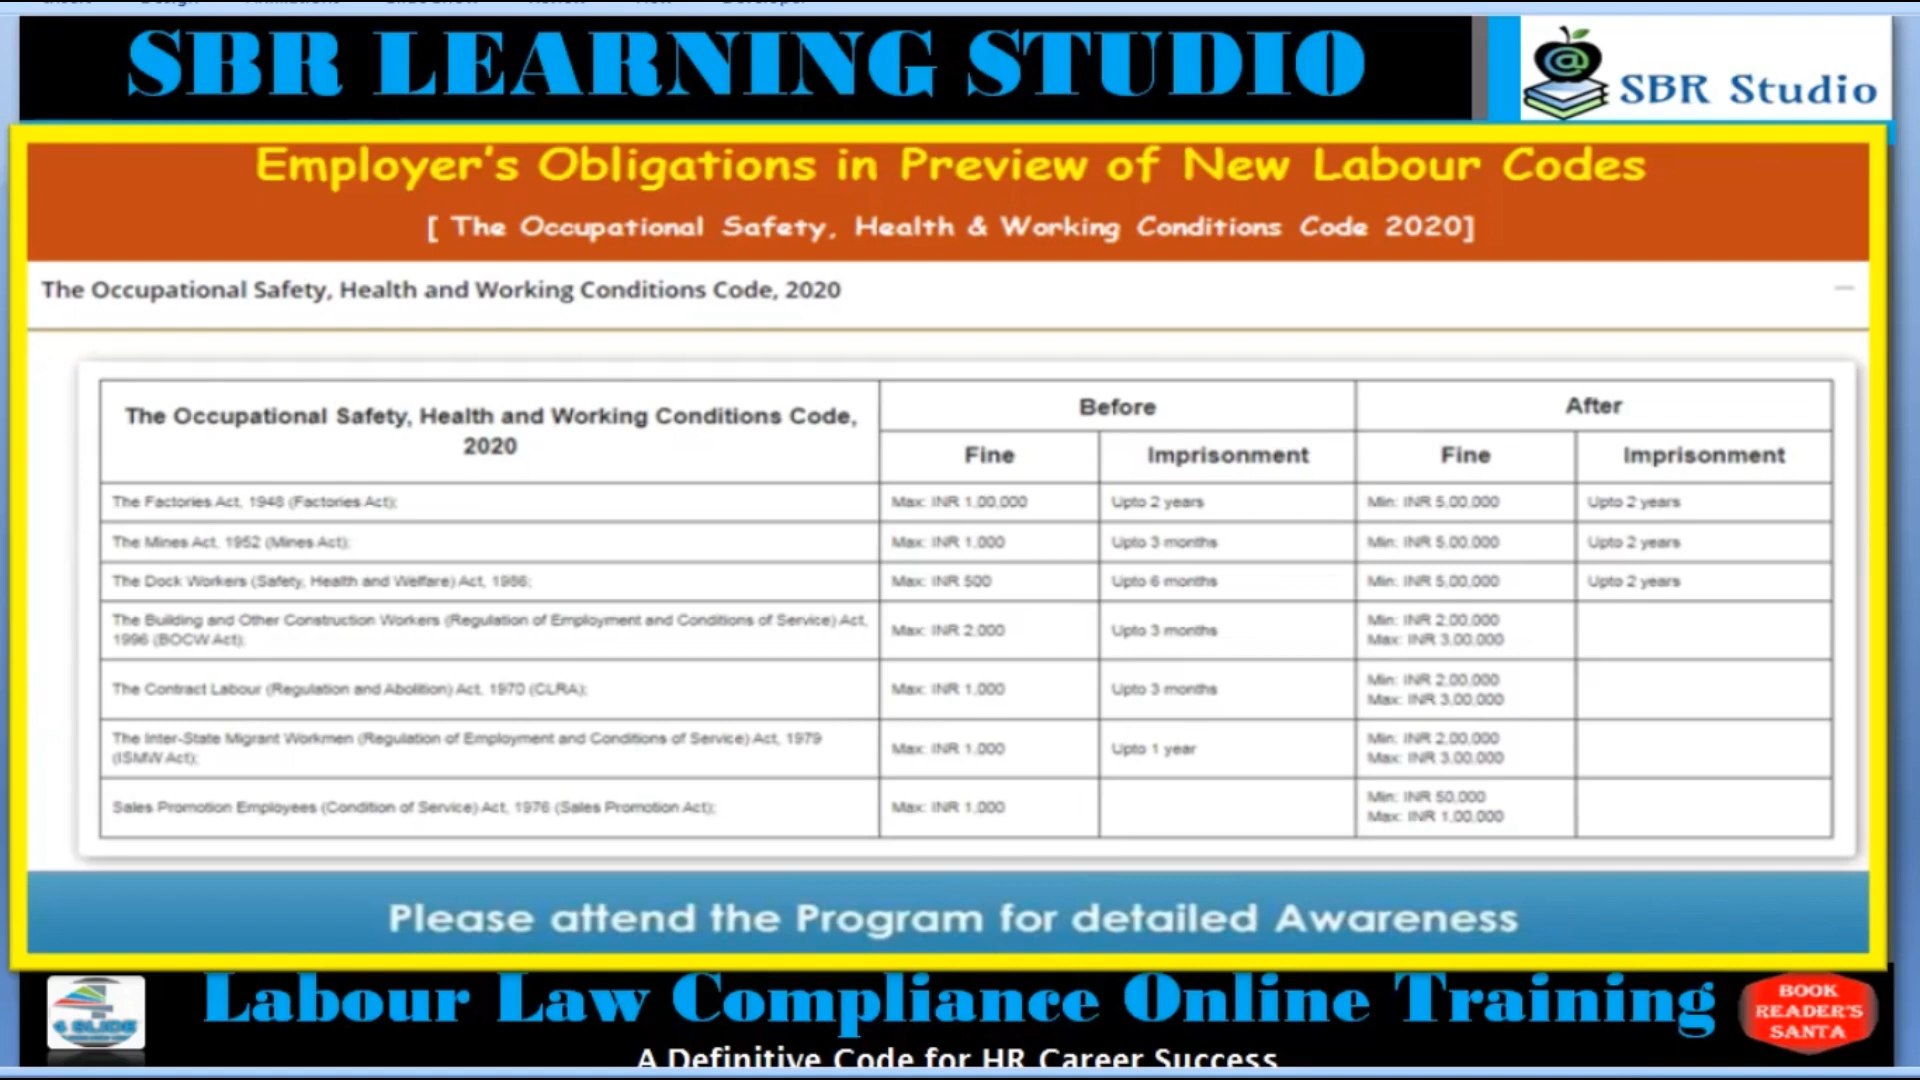 SBR LEARNING STUDIO
SBR Studio
Employer's Obligations in Preview of New Labour Codes
[ The Occupational Safety, Health & Working Conditions Code 2020]
The Occupational Safety, Health and Working Conditions Code, 2020
The Occupational Safety, Health and Working Conditions Code,
2020
Before
After
Fine
Imprisonment
Fine
Imprisonment
The Factories Act, 1948 (Factories Act);
Max: INR 1,00,000
Upto 2 years
Min: INR 5,00,000
Upto 2 years
The Mines Act, 1952 (Mines Act);
Max: INR 1,000
Upto 3 months
Min: INR 5,00,000
Upto 2 years
The Dock Workers (Safety, Health and Welfare) Act, 1986;
Max: INR 500
Upto 6 months
Min: INR 5,00,000
Upto 2 years
The Building and Other Construction Workers (Regulation of Employment and Conditions of Service) Act,
1996 (BOCW Act);
Max: INR 2,000
Upto 3 months
Min: INR 2,00,000
Max: INR 3,00,000
The Contract Labour (Regulation and Abolition) Act, 1970 (CLRA);
Max: INR 1,000
Upto 3 months
Min: INR 2,00,000
Max: INR 3,00,000
The Inter-State Migrant Workmen (Regulation of Employment and Conditions of Service) Act, 1979
(ISMW Act);
Max: INR 1,000
Upto 1 year
Min: INR 2,00,000
Max: INR 3,00,000
Sales Promotion Employees (Condition of Service) Act, 1976 (Sales Promotion Act);
Max: INR 1,000
Min: INR 50,000
Max: INR 1,00,000
Please attend the Program for detailed Awareness
4 SLIDE
Labour Law Compliance Online Training
BOOK
READER'S
SANTA
A Definitive Code for HR Career Success